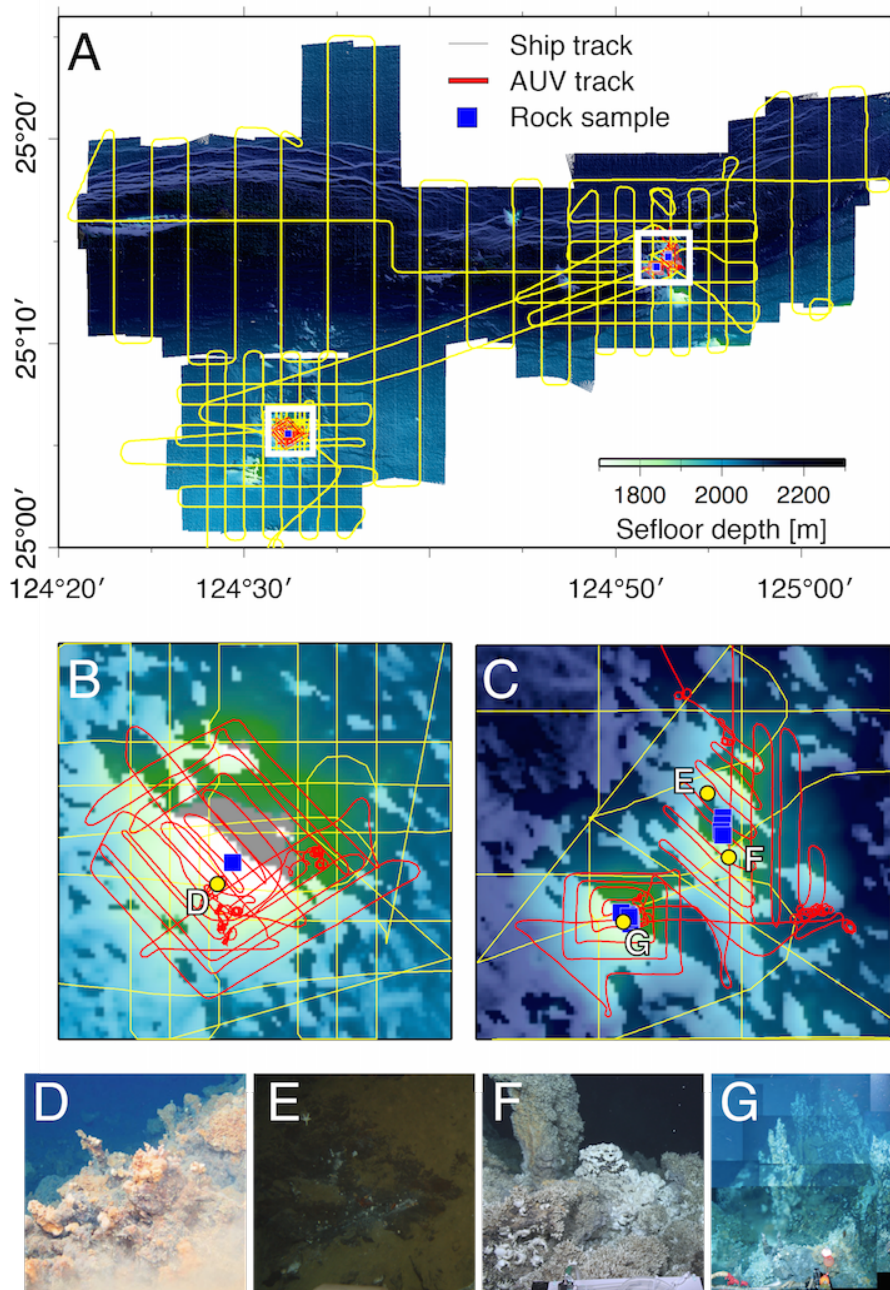 A
Ship track
AUV track
Rock sample
25°20′
25°10′
25°00′
1800 2000 2200
Sefloor depth [m]
124°20′ 124°30′ 124°50′ 125°00′
B
D
C
E
F
G
D
E
F
G